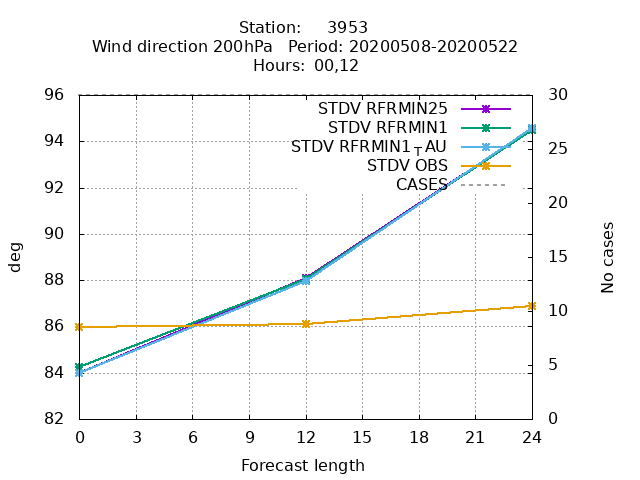 Station: 3953
Wind direction 200hPa Period: 20200508-20200522
Hours: 00,12
96
94
92
90
88
86
84
82
30
25
20
15
10
5
0
STDV RFRMIN25
STDV RFRMIN1
STDV RFRMIN1_TAU
STDV OBS
CASES
deg
No cases
0 3 6 9 12 15 18 21 24
Forecast length